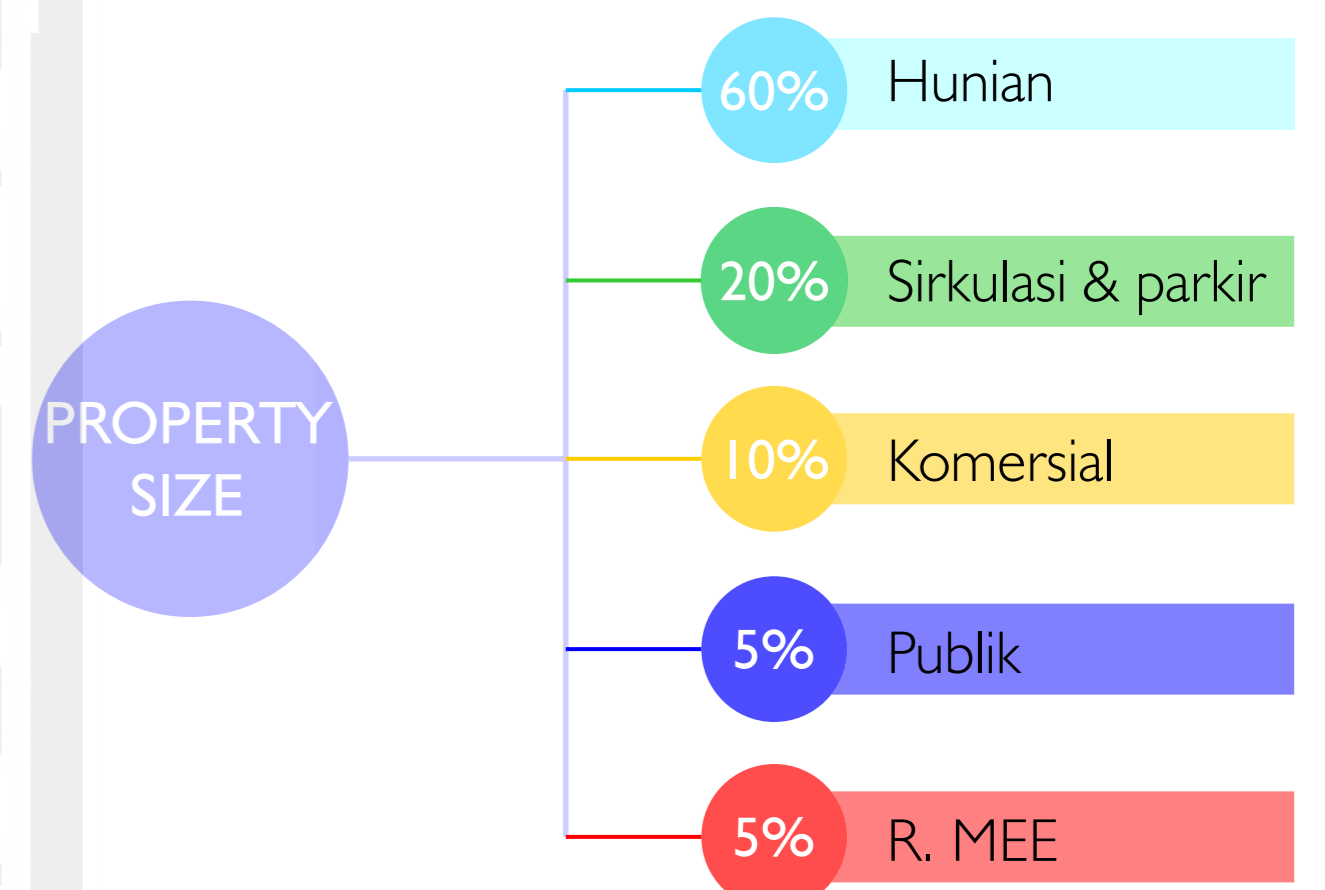 60% Hunian
20% Sirkulasi & parkir
PROPERTY
SIZE
10% Komersial
5% Publik
5% R. MEE